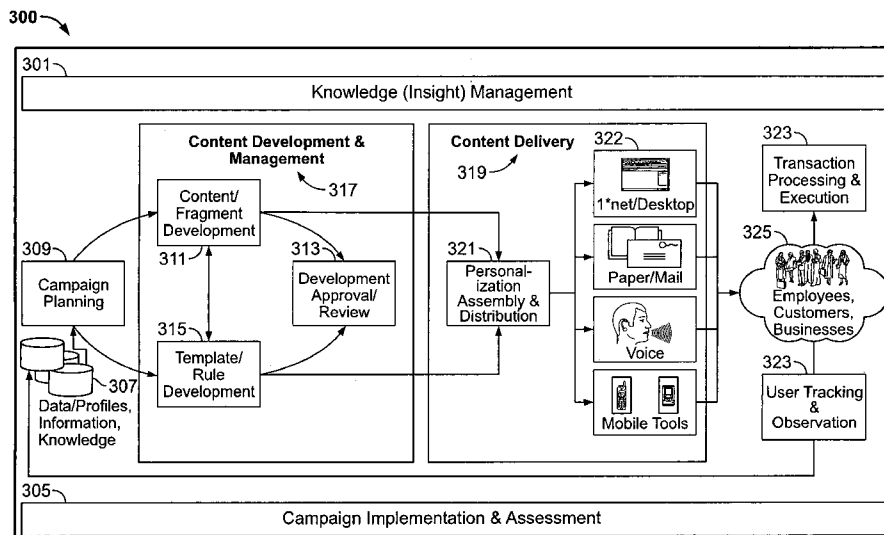 300
301
Knowledge (Insight) Management
Content Development &
Management
317
Content/
Fragment
Development
311
309
Campaign
Planning
313
Development
Approval/
Review
315
Template/
Rule
Development
307
Data/Profiles,
Information,
Knowledge
Content Delivery
319
321
Personal-
ization
Assembly &
Distribution
322
1*net/Desktop
Paper/Mail
Voice
Mobile Tools
323
Transaction
Processing &
Execution
325
Employees,
Customers,
Businesses
323
User Tracking
&
Observation
305
Campaign Implementation & Assessment